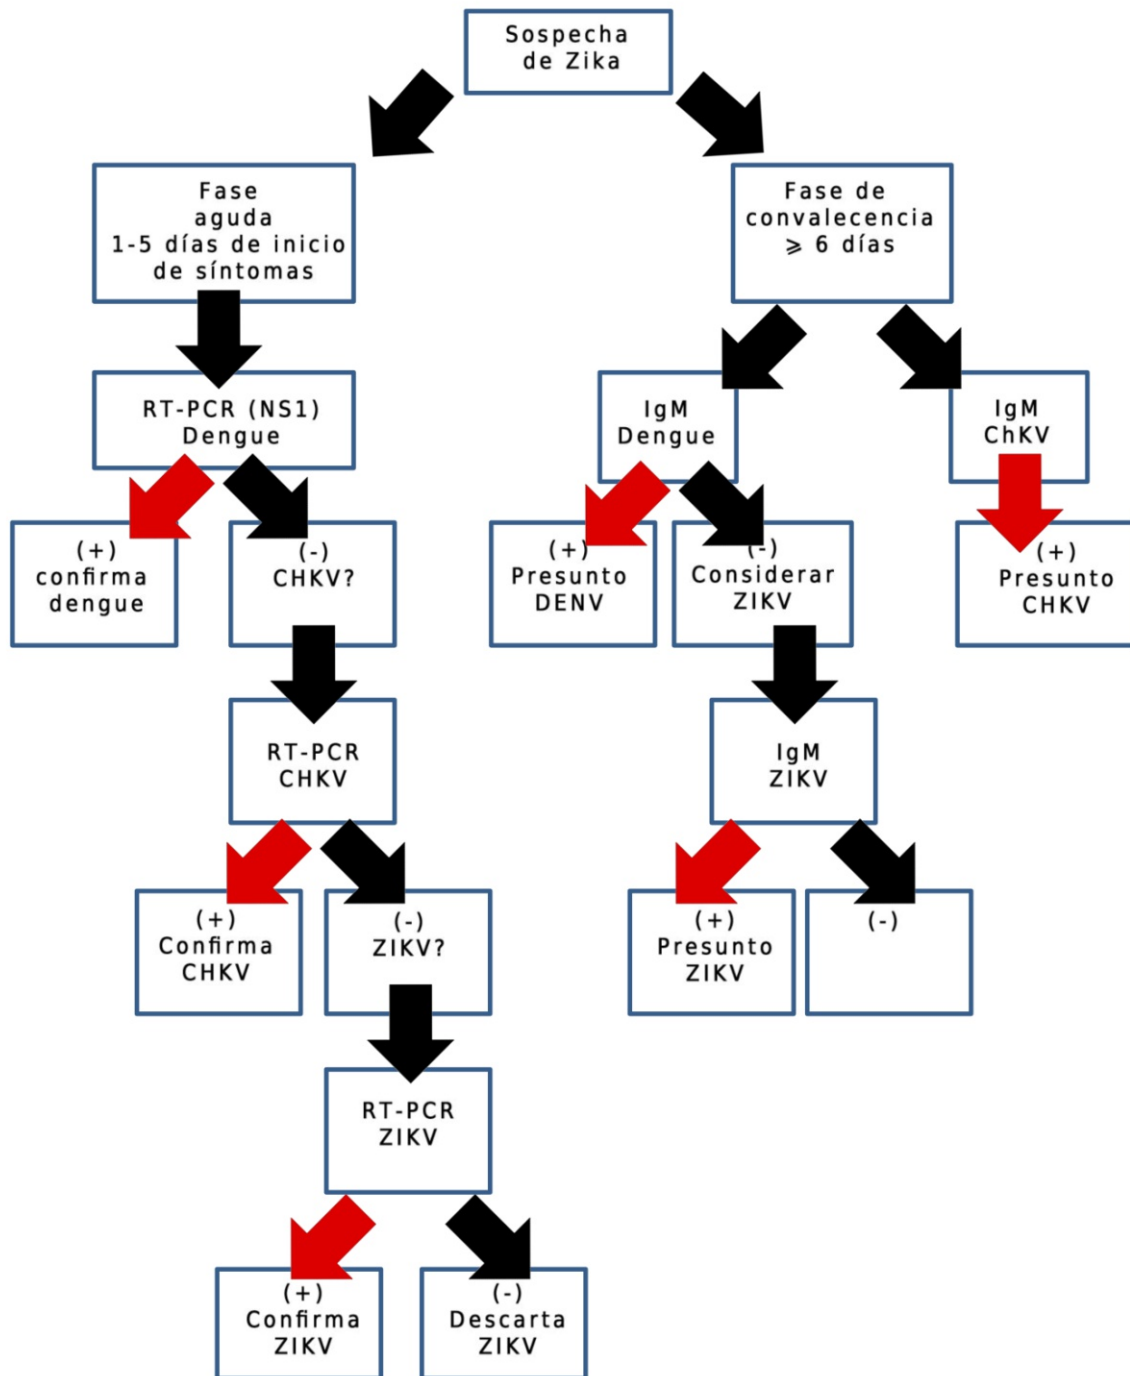 Sospecha
de Zika
Fase
aguda
1-5 días de inicio
de síntomas
Fase de
convalecencia
⩾ 6 días
RT-PCR (NS1)
Dengue
IgM
Dengue
IgM
ChKV
(+)
confirma
dengue
(-)
CHKV?
(+)
Presunto
DENV
(-)
Considerar
ZIKV
(+)
Presunto
CHKV
RT-PCR
CHKV
IgM
ZIKV
(+)
Confirma
CHKV
(-)
ZIKV?
(+)
Presunto
ZIKV
(-)
RT-PCR
ZIKV
(+)
Confirma
ZIKV
(-)
Descarta
ZIKV